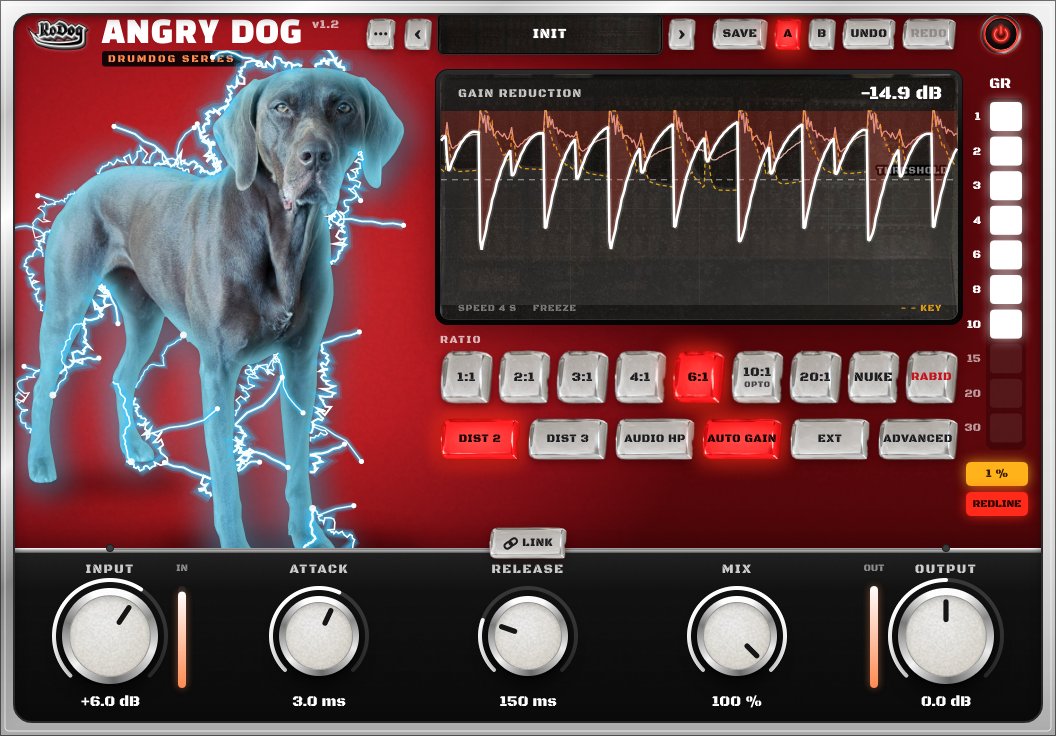 RoDog
ANGRY DOG v1.2
DRUMDOG SERIES
INIT
SAVE A B UNDO REDO
GAIN REDUCTION -14.9 dB
THRESHOLD
SPEED 4 S FREEZE - - KEY
GR
1
2
3
4
6
8
10
15
20
30
1 %
REDLINE
RATIO
1:1 2:1 3:1 4:1 6:1 10:1 OPTO 20:1 NUKE RABID
DIST 2 DIST 3 AUDIO HP AUTO GAIN EXT ADVANCED
LINK
INPUT IN ATTACK RELEASE MIX OUT OUTPUT
+6.0 dB 3.0 ms 150 ms 100 % 0.0 dB